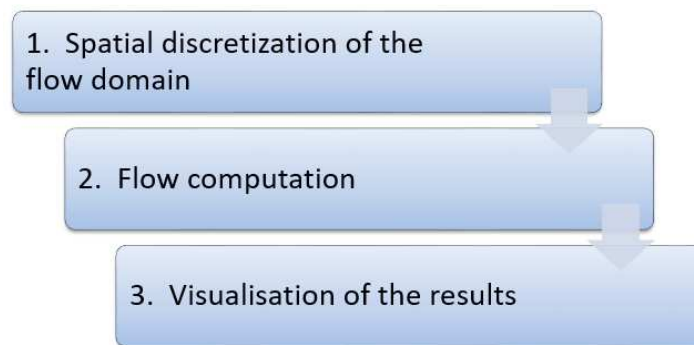 1. Spatial discretization of the
flow domain
2. Flow computation
3. Visualisation of the results